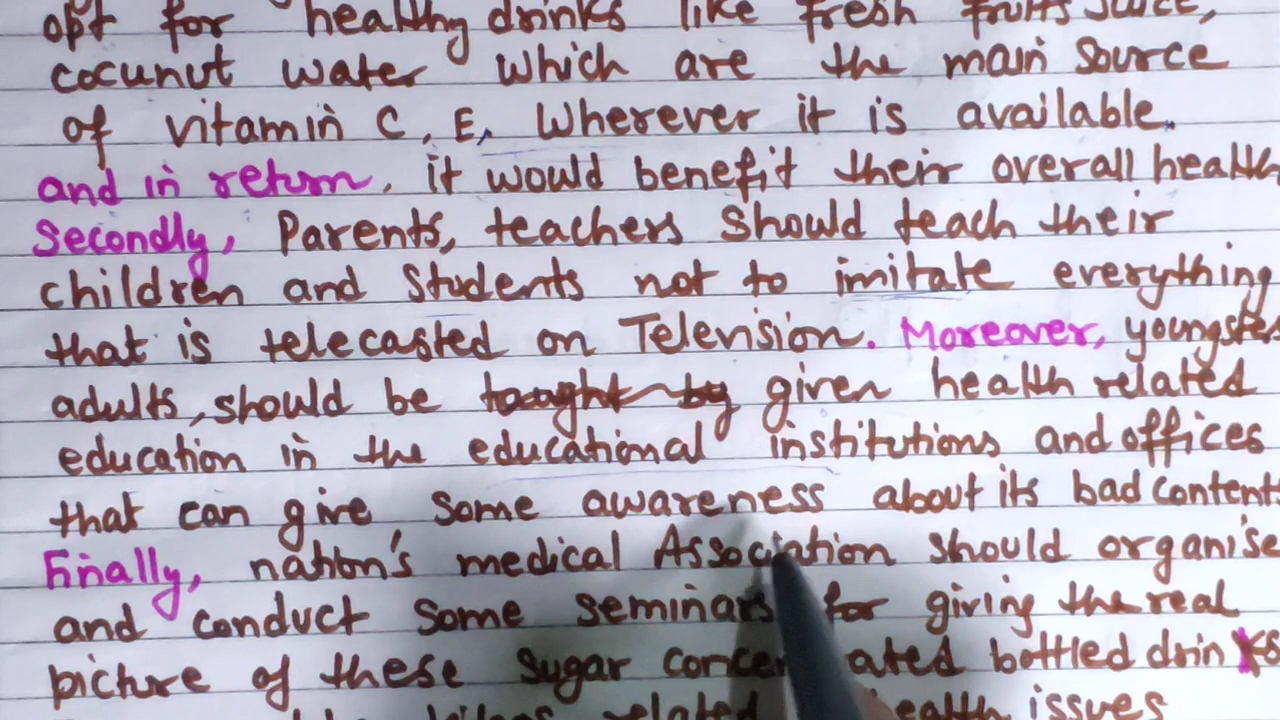 opt for healthy drinks like fresh fruits Juice,
cocunut water which are the main source
of vitamin C, E, Wherever it is available.
and in return, it would benefit their overall health
Secondly, Parents, teachers should teach their
children and students not to imitate everything
that is telecasted on Television. Moreover, youngsters
adults, should be taught by given health related
education in the educational institutions and offices
that can give some awareness about its bad contents
Finally, nation's medical Association should organise
and conduct some seminars for giving the real
picture of these sugar ated bottled drinks
related issues